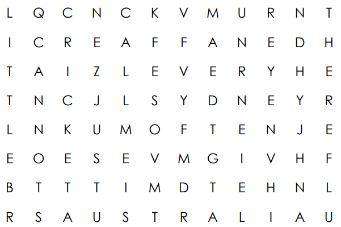 L Q C N C K V M U R N T
I C R E A F F A N E D H
T A I Z L E V E R Y H E
T N C J L S Y D N E Y R
L N K U M O F T E N J E
E O E S E V M G I V H F
B T T T I M D T E H N L
R S A U S T R A L I A U